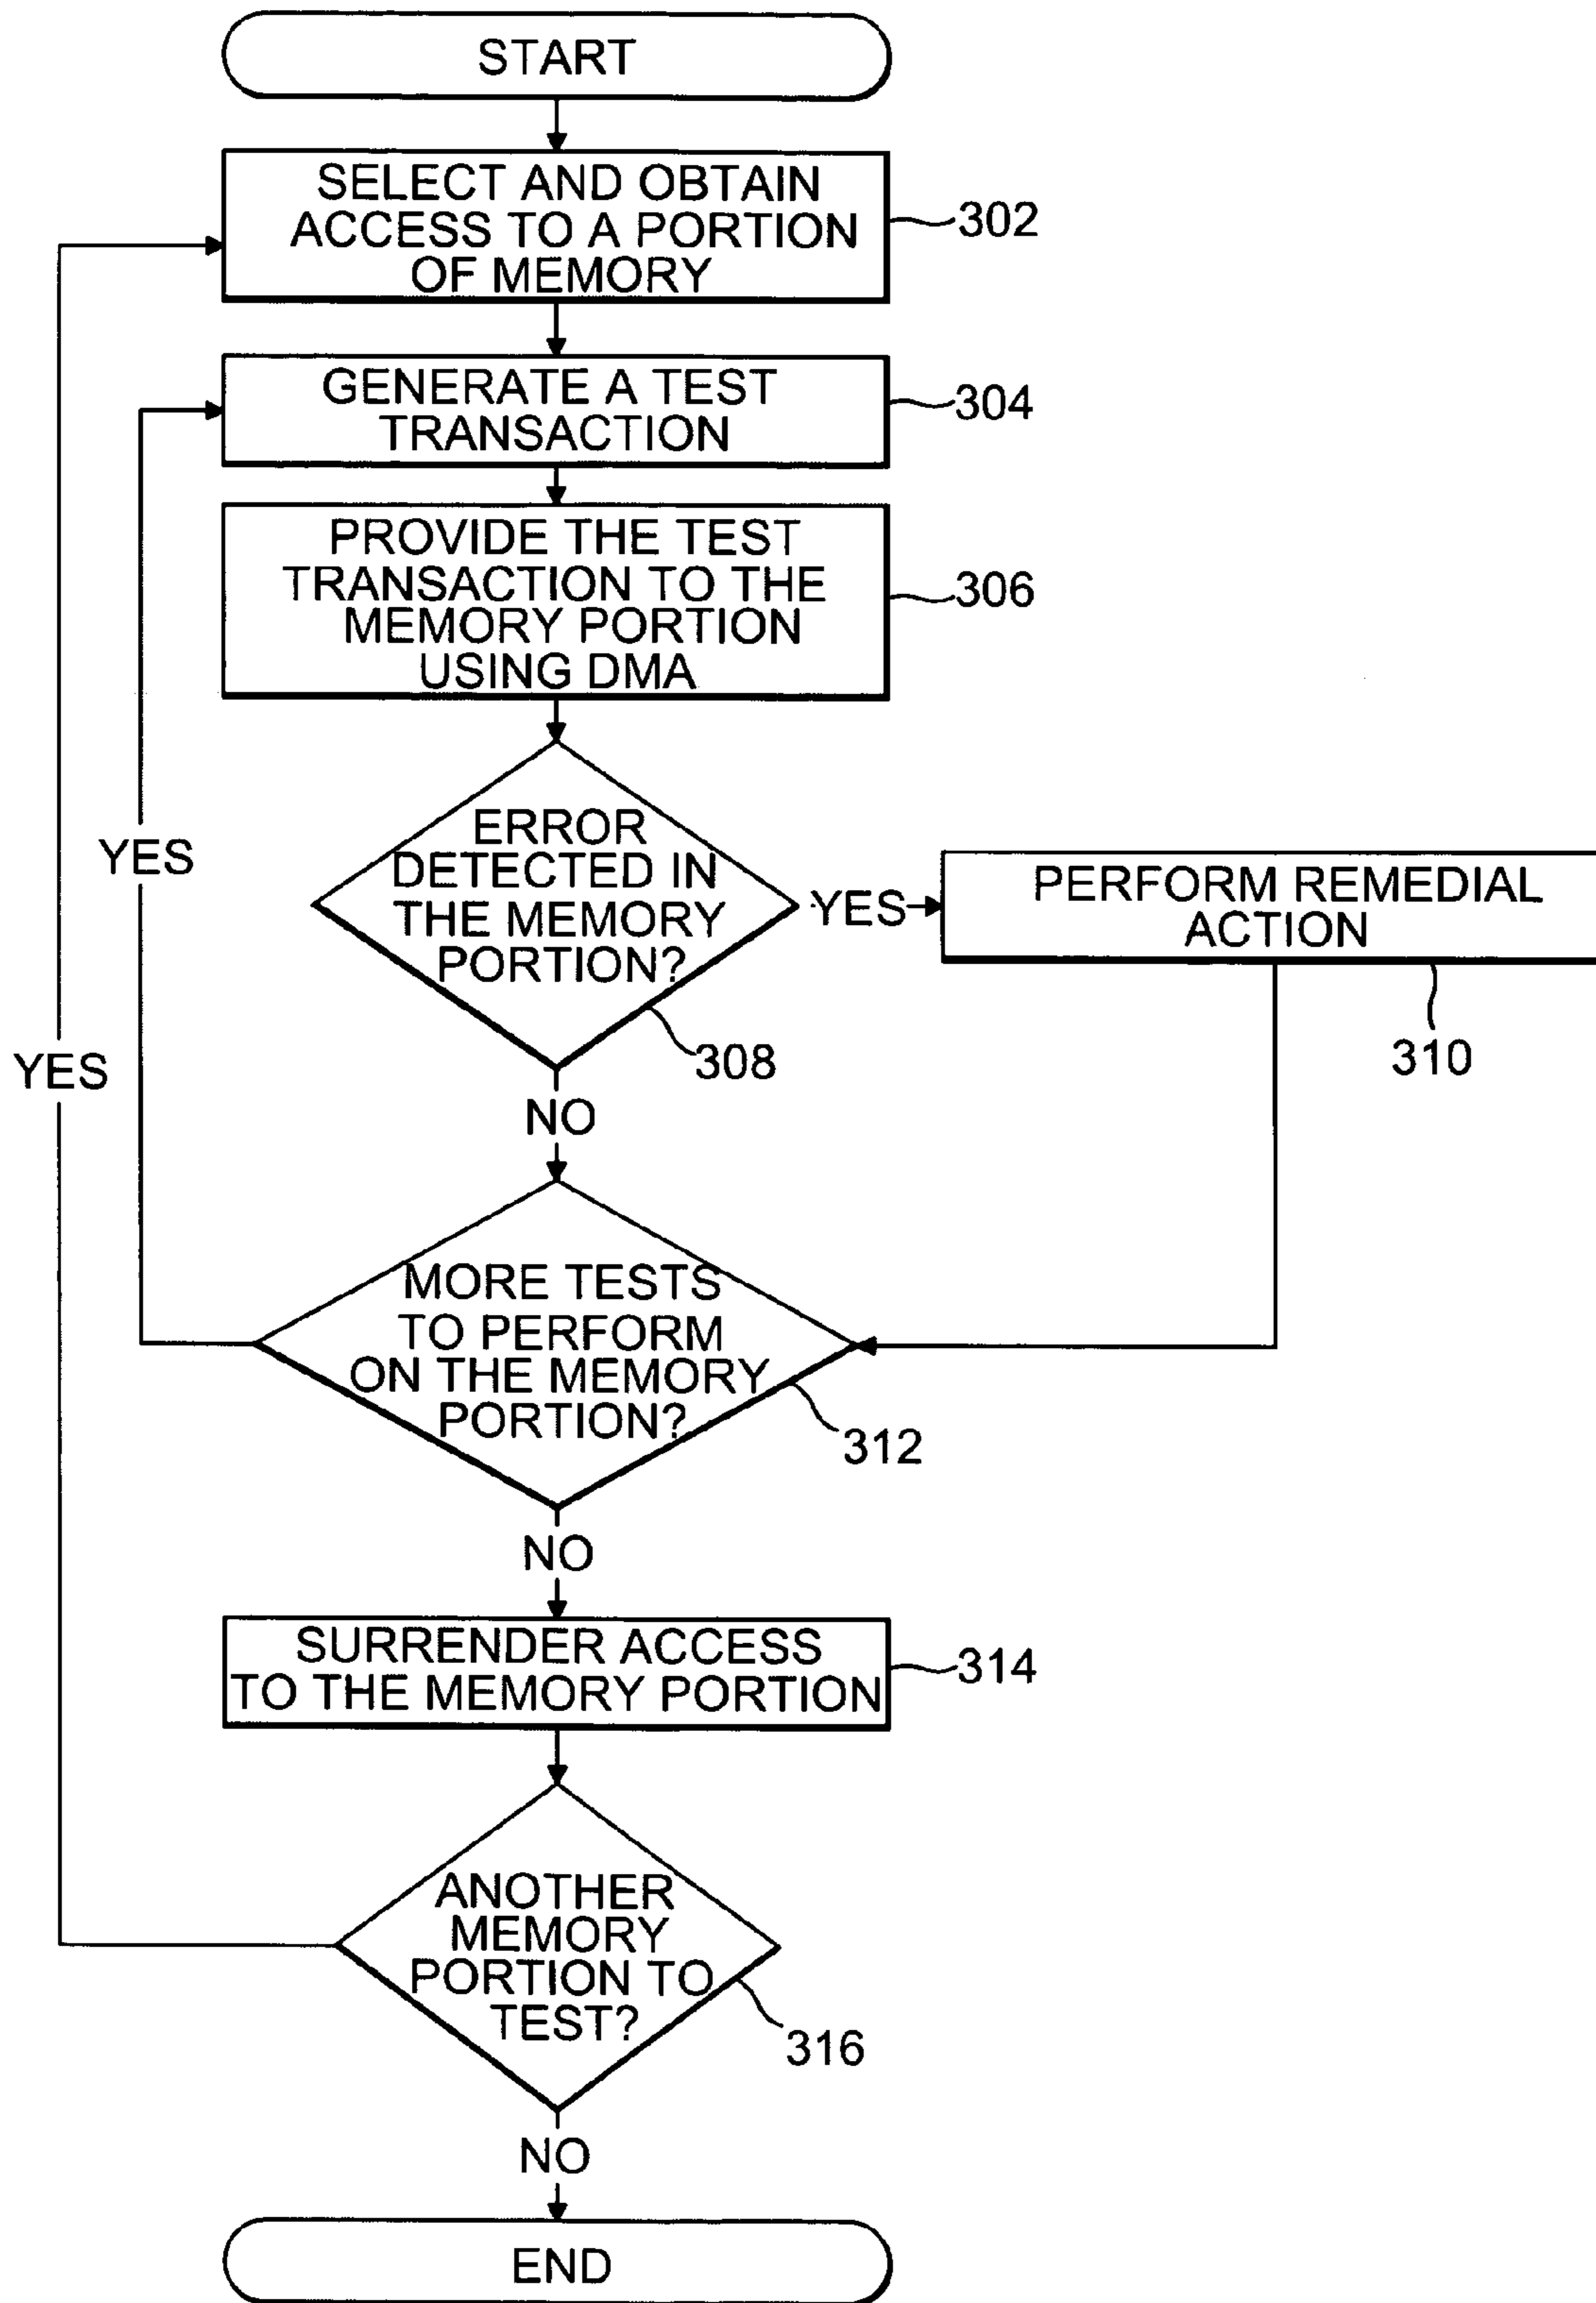 START
SELECT AND OBTAIN
ACCESS TO A PORTION
OF MEMORY
302
GENERATE A TEST
TRANSACTION
304
PROVIDE THE TEST
TRANSACTION TO THE
MEMORY PORTION
USING DMA
306
ERROR
DETECTED IN
THE MEMORY
PORTION?
308
YES
PERFORM REMEDIAL
ACTION
310
YES
YES
NO
MORE TESTS
TO PERFORM
ON THE MEMORY
PORTION?
312
NO
SURRENDER ACCESS
TO THE MEMORY PORTION
314
ANOTHER
MEMORY
PORTION TO
TEST?
316
NO
END